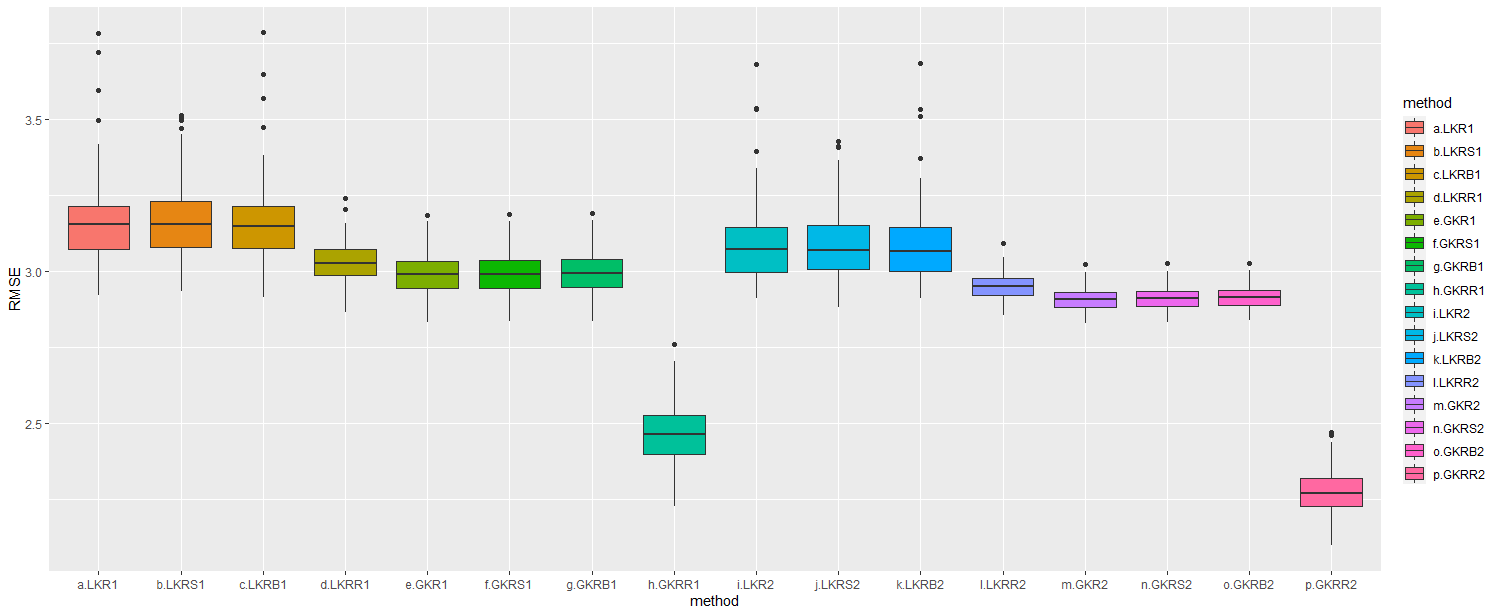 RMSE
3.5
3.0
2.5
a.LKR1 b.LKRS1 c.LKRB1 d.LKRR1 e.GKR1 f.GKRS1 g.GKRB1 h.GKRR1 i.LKR2 j.LKRS2 k.LKRB2 l.LKRR2 m.GKR2 n.GKRS2 o.GKRB2 p.GKRR2
method
method
a.LKR1
b.LKRS1
c.LKRB1
d.LKRR1
e.GKR1
f.GKRS1
g.GKRB1
h.GKRR1
i.LKR2
j.LKRS2
k.LKRB2
l.LKRR2
m.GKR2
n.GKRS2
o.GKRB2
p.GKRR2